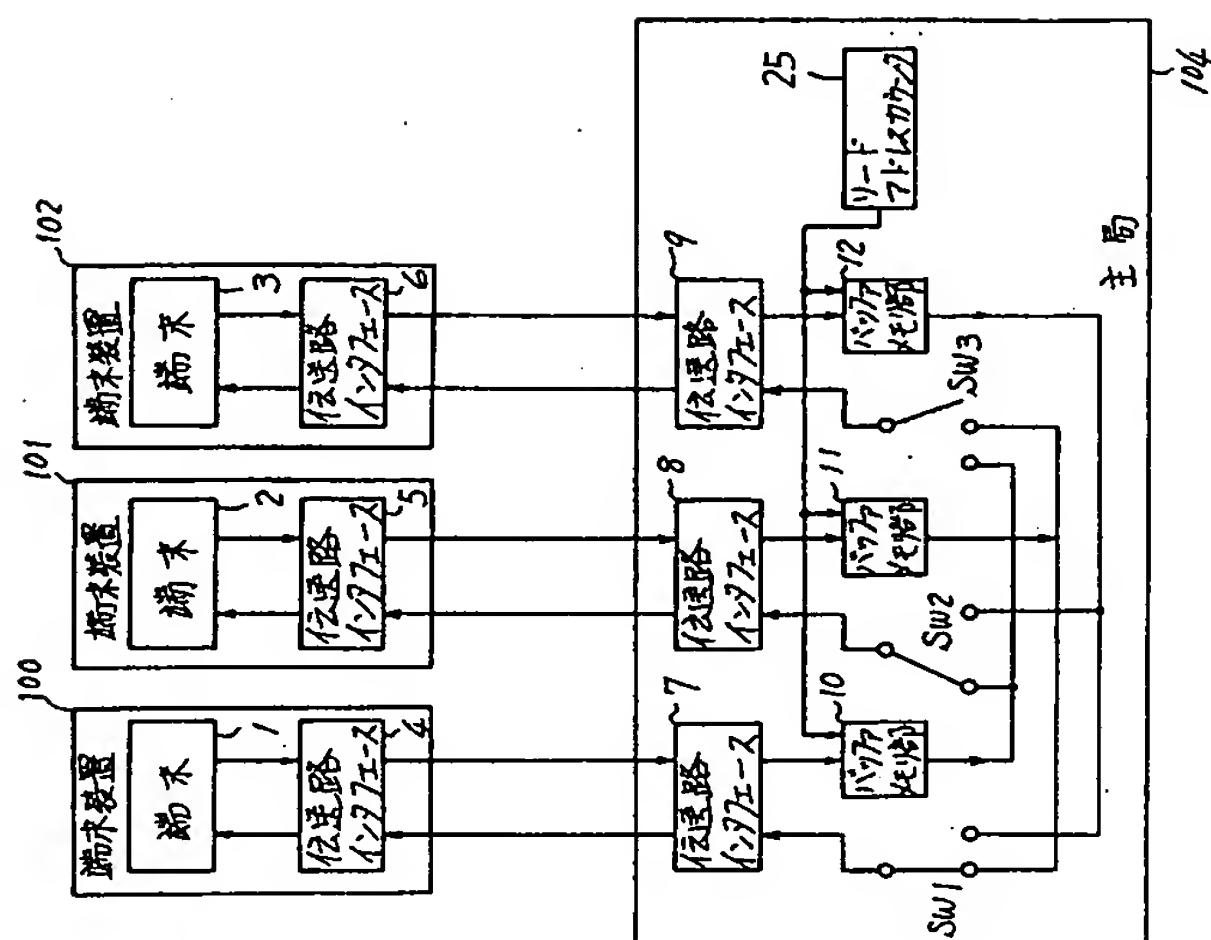 100
端末装置
端末
1
伝送路
インタフェース
4
101
端末装置
端末
2
伝送路
インタフェース
5
102
端末装置
端末
3
伝送路
インタフェース
6
伝送路
インタフェース
7
伝送路
インタフェース
8
伝送路
インタフェース
9
バッファ
メモリ部
10
バッファ
メモリ部
11
バッファ
メモリ部
12
リード
アドレスカウンタ
25
SW1
SW2
SW3
主局
104